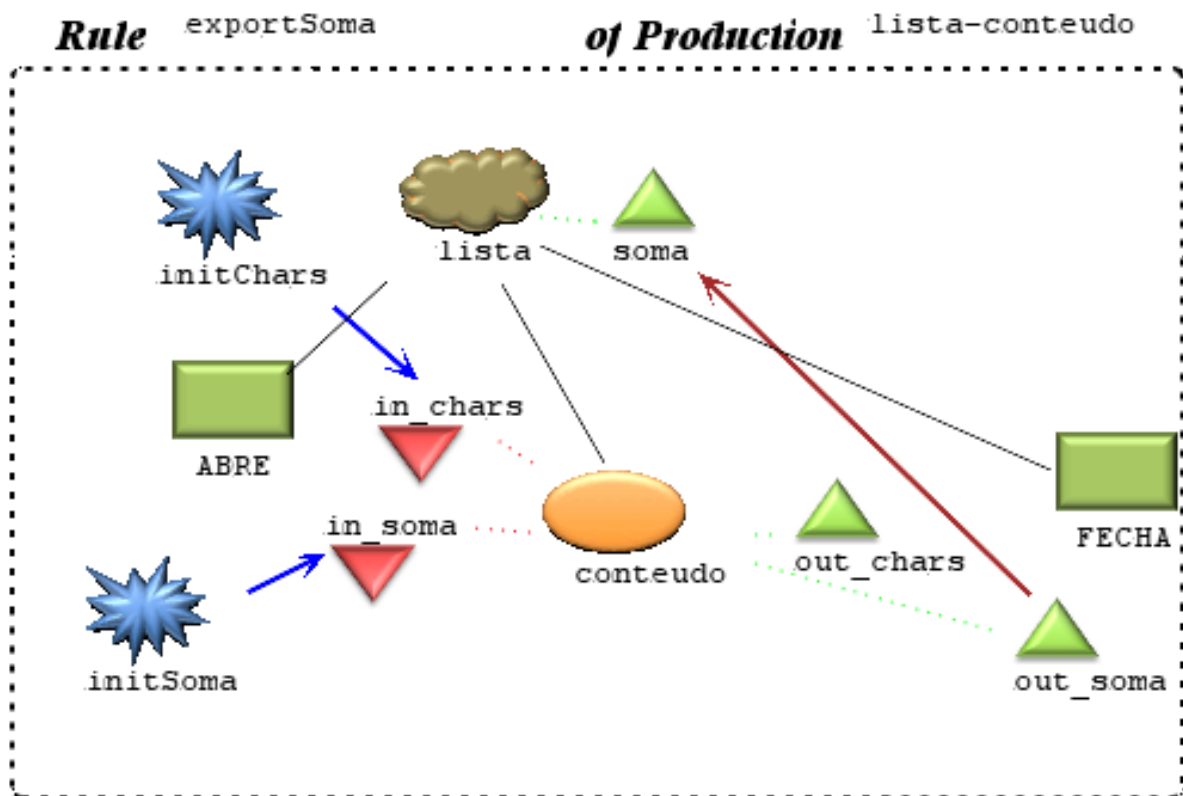 Rule exportSoma of Production lista-conteudo
lista soma
initChars
in_chars
ABRE
in_soma
FECHA
conteudo out_chars
initSoma out_soma